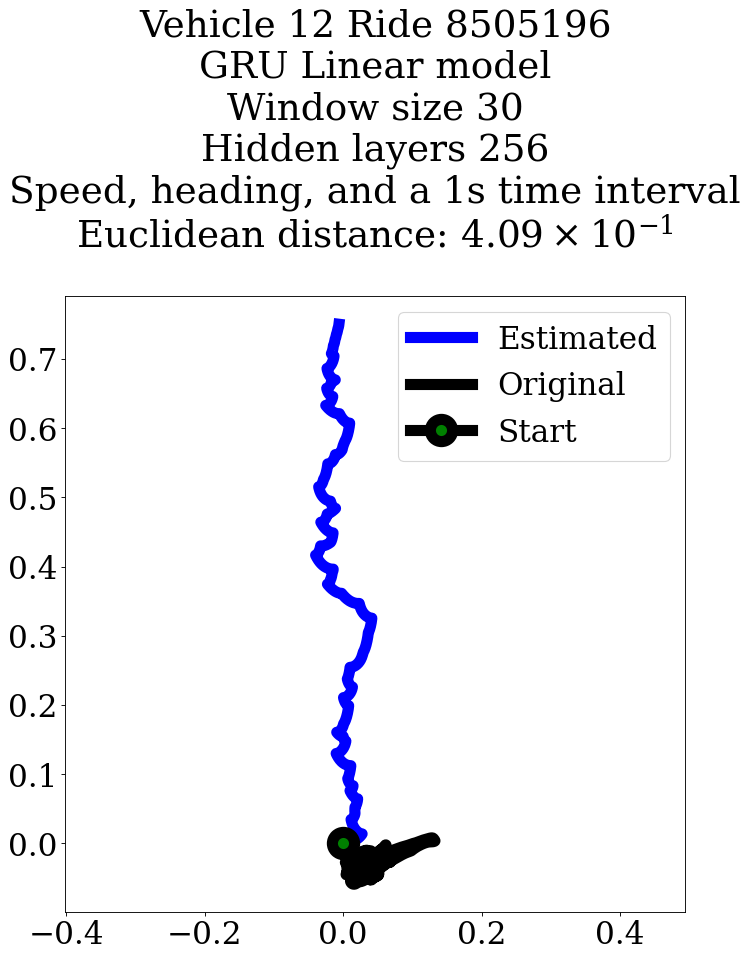 Vehicle 12 Ride 8505196
GRU Linear model
Window size 30
Hidden layers 256
Speed, heading, and a 1s time interval
Euclidean distance: 4.09 × 10⁻¹
Estimated
Original
Start
0.7
0.6
0.5
0.4
0.3
0.2
0.1
0.0
−0.4 −0.2 0.0 0.2 0.4